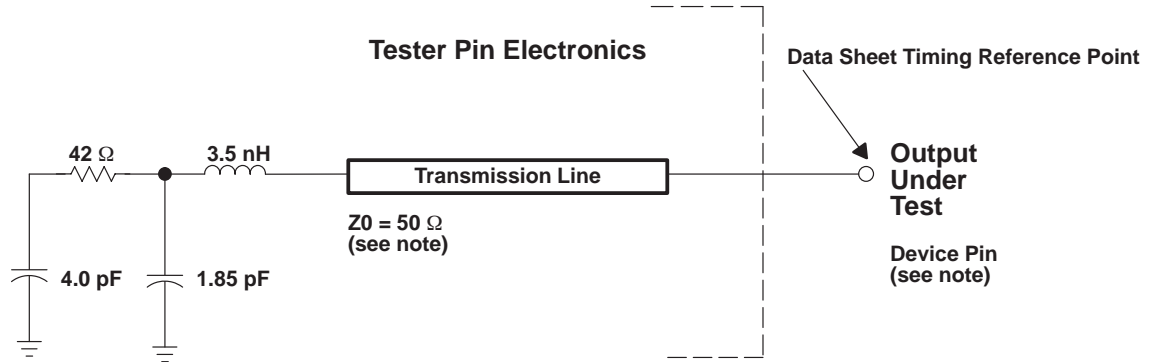 Tester Pin Electronics
Data Sheet Timing Reference Point
42 Ω
3.5 nH
Transmission Line
Output
Under
Test
Z0 = 50 Ω
(see note)
Device Pin
(see note)
4.0 pF
1.85 pF